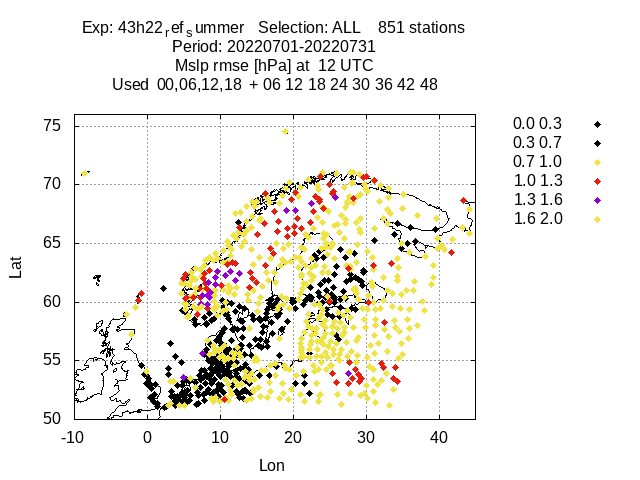 Exp: 43h22ref summer   Selection: ALL    851 stations
Period: 20220701-20220731
Mslp rmse [hPa] at  12 UTC
Used  00,06,12,18  + 06 12 18 24 30 36 42 48
0.0 0.3
0.3 0.7
0.7 1.0
1.0 1.3
1.3 1.6
1.6 2.0
75
70
65
60
55
50
Lat
-10 0 10 20 30 40
Lon